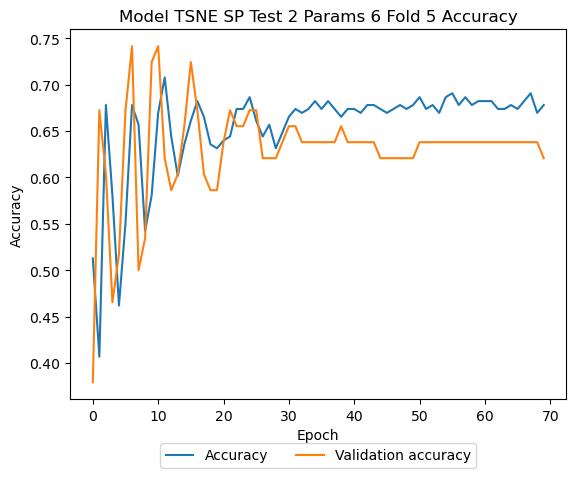 Model TSNE SP Test 2 Params 6 Fold 5 Accuracy
0.75
0.70
0.65
0.60
0.55
0.50
0.45
0.40
Accuracy
0 10 20 30 40 50 60 70
Epoch
Accuracy Validation accuracy